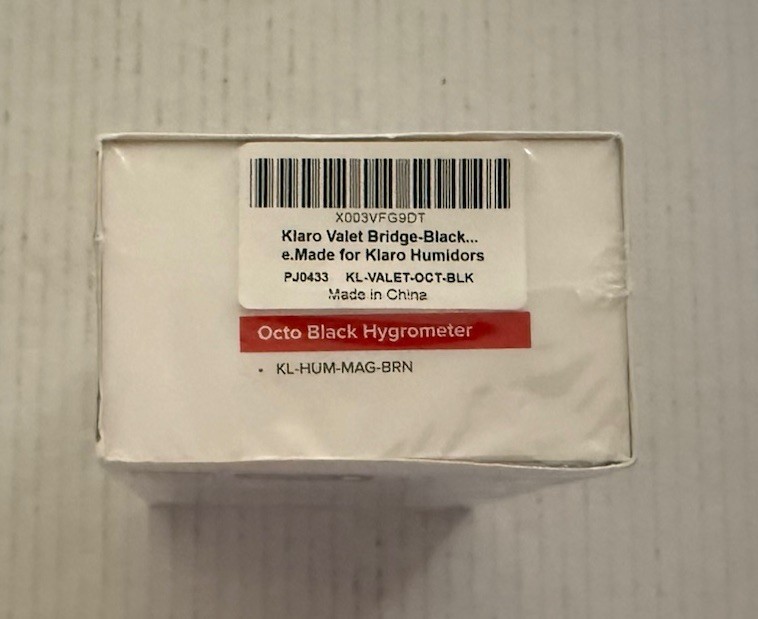 X003VFG9DT
Klaro Valet Bridge-Black...
e.Made for Klaro Humidors
PJ0433 KL-VALET-OCT-BLK
Made in China
Octo Black Hygrometer
• KL-HUM-MAG-BRN